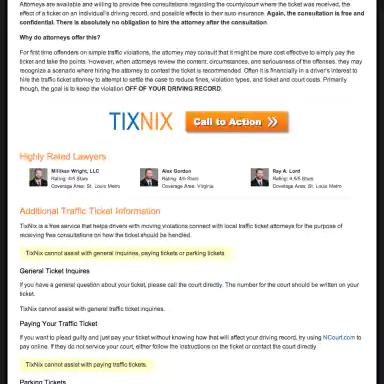 Attorneys are available and willing to provide free consultations regarding the county/court where the ticket was received, the
effect of a ticket on an individual's driving record, and possible effects to their auto insurance. Again, the consultation is free and
confidential. There is absolutely no obligation to hire the attorney after the consultation.
Why do attorneys offer this?
For first time offenders on simple traffic violations, the attorney may consult that it might be more cost effective to simply pay the
ticket and take the points. However, when attorneys review the content, circumstances, and seriousness of the offenses, they may
recognize a scenario where hiring the attorney to contest the ticket is recommended. Often it is financially in a driver's interest to
hire the traffic ticket attorney to attempt to settle the case to reduce fines, violation types, and ticket and court costs. Primarily
though, the goal is to keep the violation OFF OF YOUR DRIVING RECORD.
TIXNIX
Call to Action
Highly Rated Lawyers
Milliken Wright, LLC
Rating: 4/5 Stars
Coverage Area: St. Louis Metro
Alex Gordon
Rating: 4/5 Stars
Coverage Area: Virginia
Ray A. Lord
Rating: 4.5/5 Stars
Coverage Area: St. Louis Metro
Additional Traffic Ticket Information
TixNix is a free service that helps drivers with moving violations connect with local traffic ticket attorneys for the purpose of
receiving free consultations on how the ticket should be handled.
TixNix cannot assist with general inquiries, paying tickets or parking tickets
General Ticket Inquires
If you have a general question about your ticket, please call the court directly. The number for the court should be written on your
ticket.
TixNix cannot assist with general traffic ticket inquires.
Paying Your Traffic Ticket
If you want to plead guilty and just pay your ticket without knowing how that will affect your driving record, try using NCourt.com to
pay online. If they do not service your court, either follow the instructions on the ticket or contact the court directly.
TixNix cannot assist with paying traffic tickets.
Parking Tickets